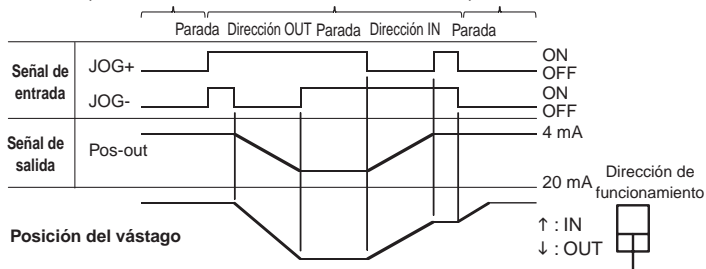 Parada Dirección OUT Parada Dirección IN Parada
Señal de entrada
JOG+
ON
OFF
JOG-
ON
OFF
Señal de salida
Pos-out
4 mA
20 mA
Dirección de funcionamiento
Posición del vástago
↑ : IN
↓ : OUT